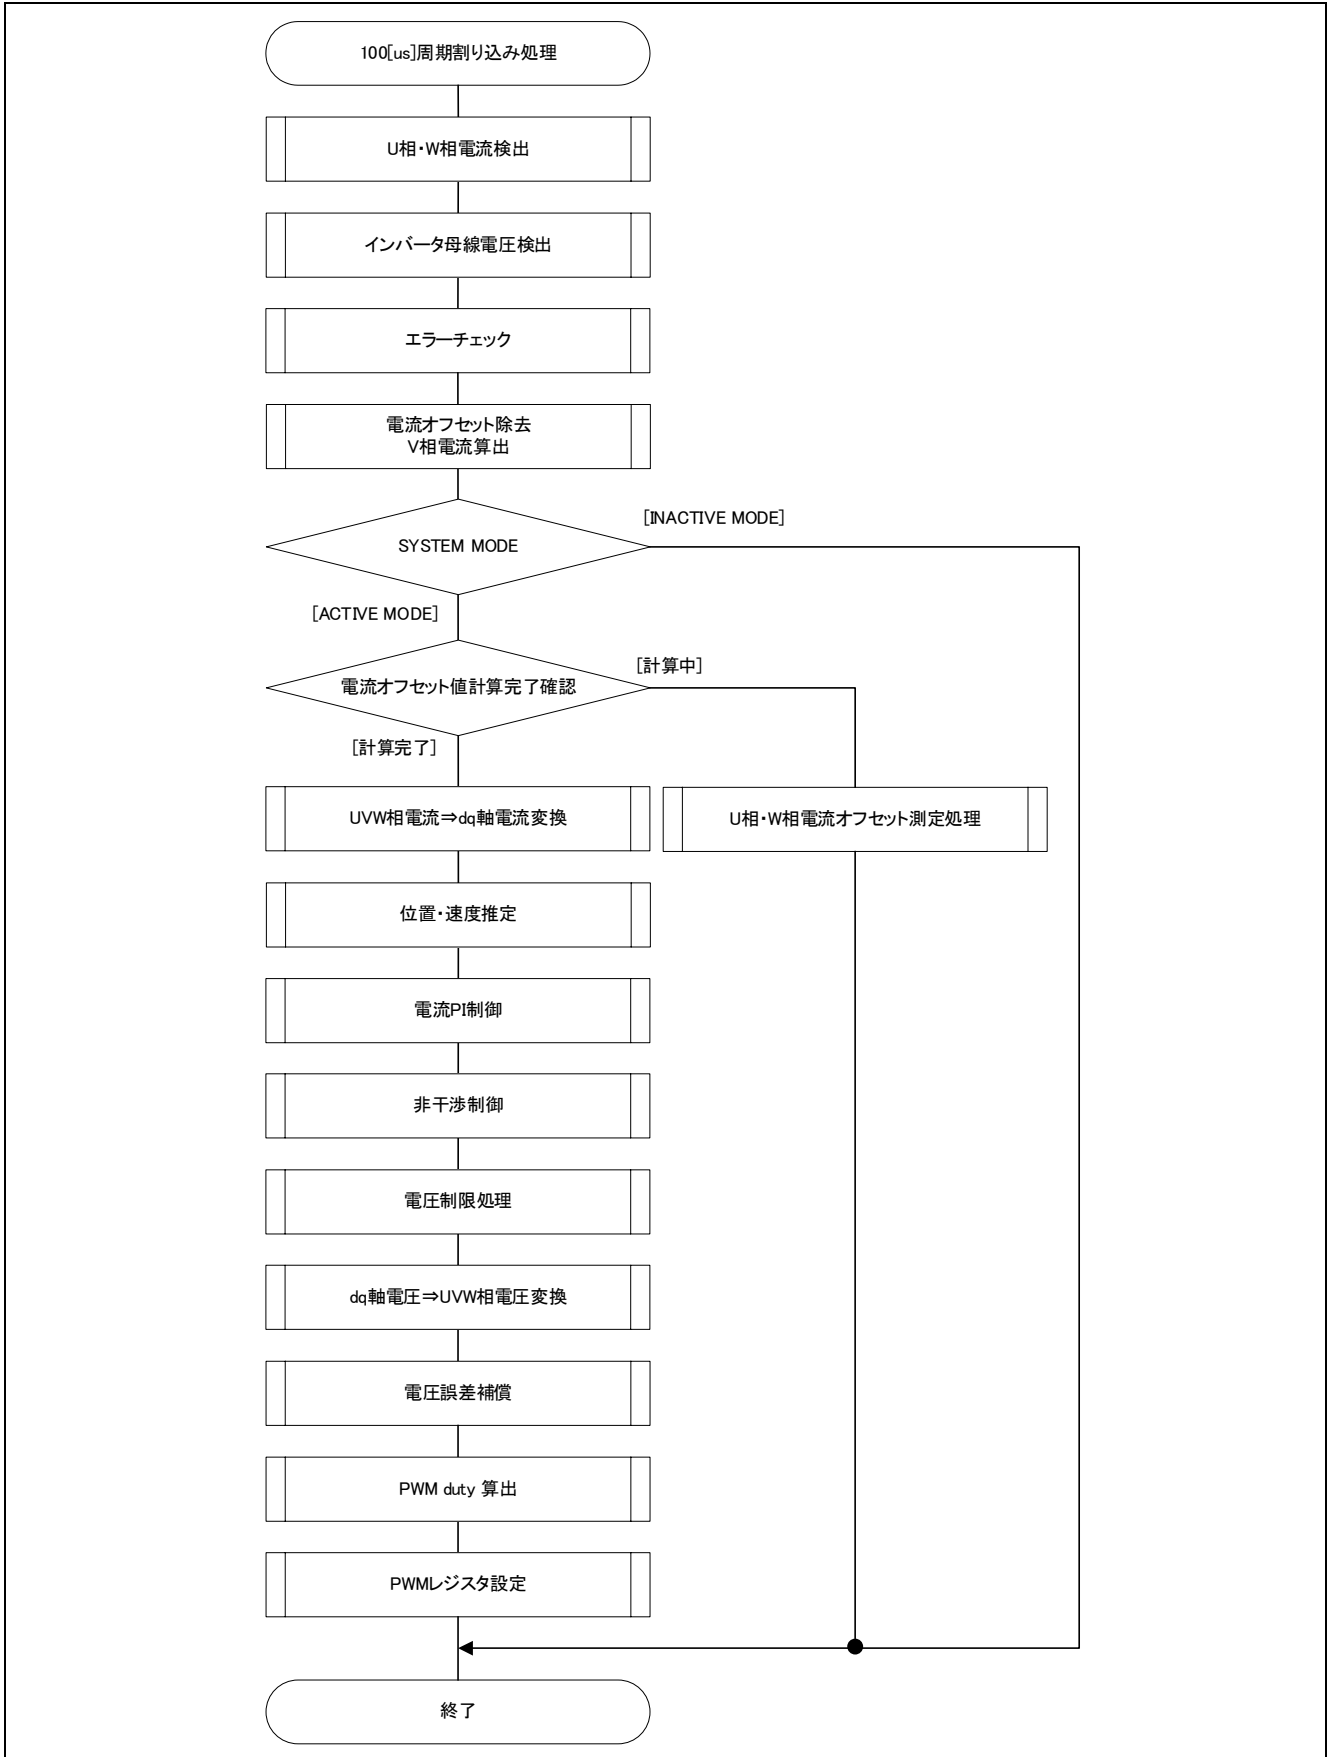 100[us]周期割り込み処理
U相・W相電流検出
インバータ母線電圧検出
エラーチェック
電流オフセット除去
V相電流算出
SYSTEM MODE
[INACTIVE MODE]
[ACTIVE MODE]
電流オフセット値計算完了確認
[計算中]
[計算完了]
UVW相電流⇒dq軸電流変換
U相・W相電流オフセット測定処理
位置・速度推定
電流PI制御
非干渉制御
電圧制限処理
dq軸電圧⇒UVW相電圧変換
電圧誤差補償
PWM duty 算出
PWMレジスタ設定
終了